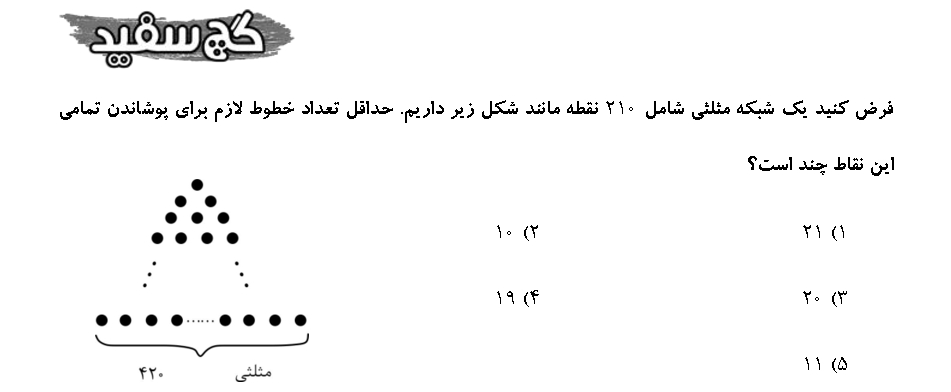 گچ سفید
فرض کنید یک شبکه مثلثی شامل ۲۱۰ نقطه مانند شکل زیر داریم. حداقل تعداد خطوط لازم برای پوشاندن تمامی
این نقاط چند است؟
۱) ۲۱
۲) ۱۰
۳) ۲۰
۴) ۱۹
۵) ۱۱
مثلثی ۴۲۰